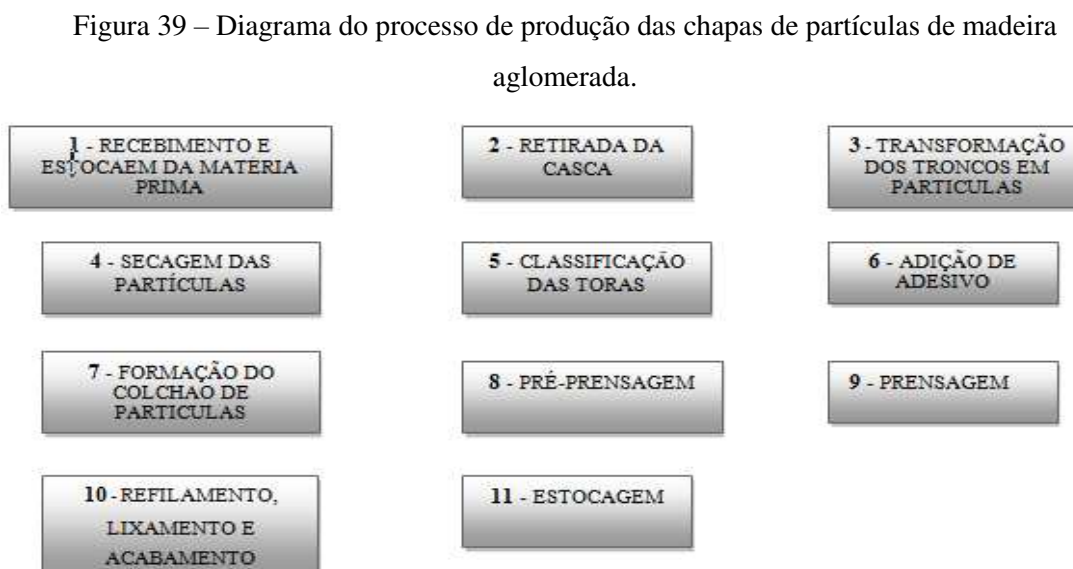 Figura 39 – Diagrama do processo de produção das chapas de partículas de madeira
aglomerada.
1 - RECEBIMENTO E
ESTOCAEM DA MATERIA
PRIMA
2 - RETIRADA DA
CASCA
3 - TRANSFORMAÇÃO
DOS TRONCOS EM
PARTICULAS
4 - SECAGEM DAS
PARTÍCULAS
5 - CLASSIFICAÇÃO
DAS TORAS
6 - ADIÇÃO DE
ADESIVO
7 - FORMAÇÃO DO
COLCHAO DE
PARTICULAS
8 - PRÉ-PRENSAGEM
9 - PRENSAGEM
10 - REFILAMENTO,
LIXAMENTO E
ACABAMENTO
11 - ESTOCAGEM